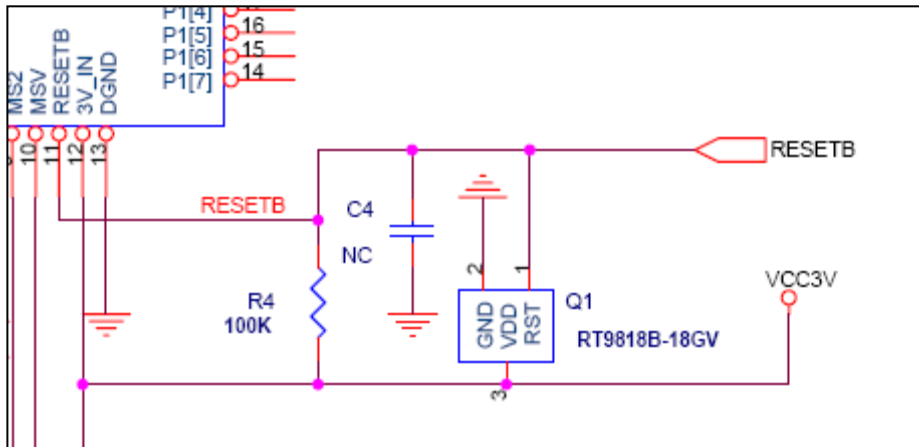 P1[4]
P1[5]
16
P1[6]
15
P1[7]
14
MS2
MSV
RESETB
3V_IN
DGND
10
11
12
13
RESETB
RESETB
C4
NC
R4
100K
2
1
GND
VDD
RST
3
Q1
RT9818B-18GV
VCC3V